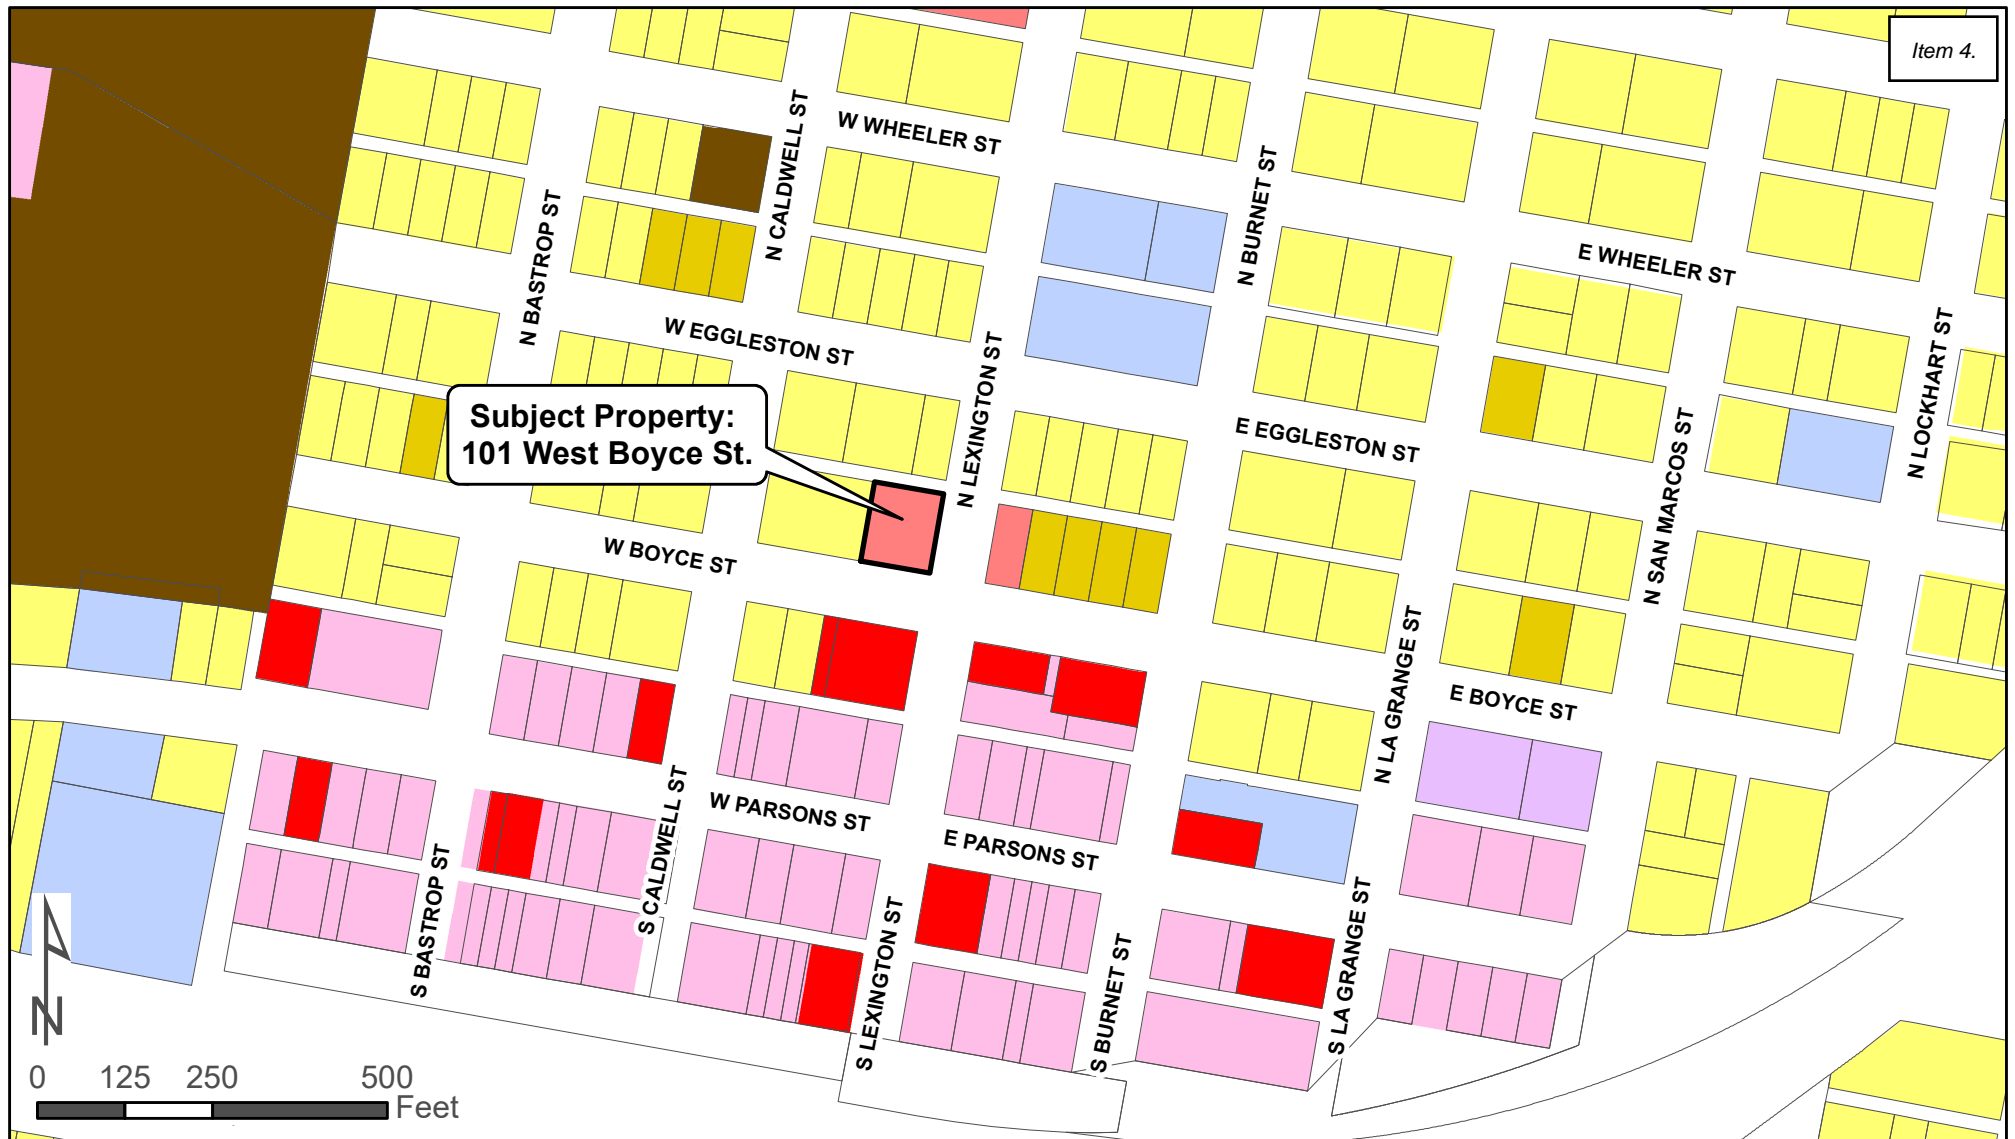 Item 4.
W WHEELER ST
N CALDWELL ST
N BURNET ST
N BASTROP ST
E WHEELER ST
W EGGLESTON ST
N LEXINGTON ST
N LOCKHART ST
Subject Property:
101 West Boyce St.
E EGGLESTON ST
N SAN MARCOS ST
W BOYCE ST
N LA GRANGE ST
E BOYCE ST
W PARSONS ST
S CALDWELL ST
E PARSONS ST
S BASTROP ST
S LEXINGTON ST
S BURNET ST
S LA GRANGE ST
N
0 125 250 500
Feet